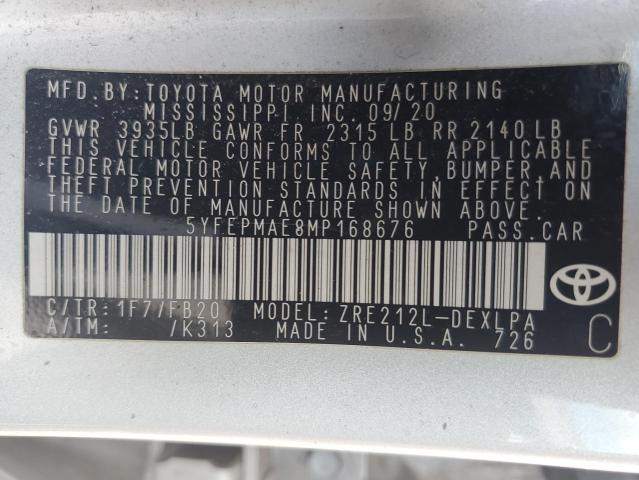 MFD. BY: TOYOTA MOTOR MANUFACTURING
MISSISSIPPI INC. 09/20
GVWR 3935LB GAWR FR 2315 LB RR 2140 LB
THIS VEHICLE CONFORMS TO ALL APPLICABLE
FEDERAL MOTOR VEHICLE SAFETY, BUMPER, AND
THEFT PREVENTION STANDARDS IN EFFECT ON
THE DATE OF MANUFACTURE SHOWN ABOVE.
5YFEPMAE8MP168676 PASS.CAR
C/TR: 1F7/FB20 MODEL: ZRE212L-DEXLPA
A/TM: /K313 MADE IN U.S.A. 726
C